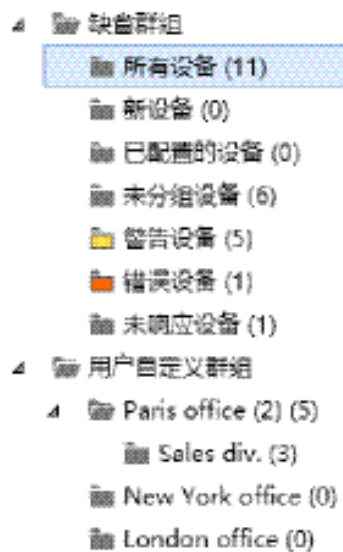 缺省群组
所有设备 (11)
新设备 (0)
已配置的设备 (0)
未分组设备 (6)
警告设备 (5)
错误设备 (1)
未响应设备 (1)
用户自定义群组
Paris office (2) (5)
Sales div. (3)
New York office (0)
London office (0)